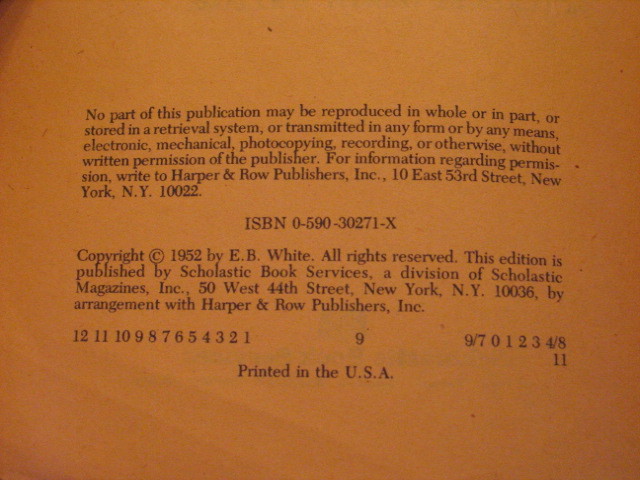 No part of this publication may be reproduced in whole or in part, or
stored in a retrieval system, or transmitted in any form or by any means,
electronic, mechanical, photocopying, recording, or otherwise, without
written permission of the publisher. For information regarding permis-
sion, write to Harper & Row Publishers, Inc., 10 East 53rd Street, New
York, N.Y. 10022.
ISBN 0-590-30271-X
Copyright © 1952 by E.B. White. All rights reserved. This edition is
published by Scholastic Book Services, a division of Scholastic
Magazines, Inc., 50 West 44th Street, New York, N.Y. 10036, by
arrangement with Harper & Row Publishers, Inc.
12 11 10 9 8 7 6 5 4 3 2 1 9 9/7 0 1 2 3 4/8
11
Printed in the U.S.A.